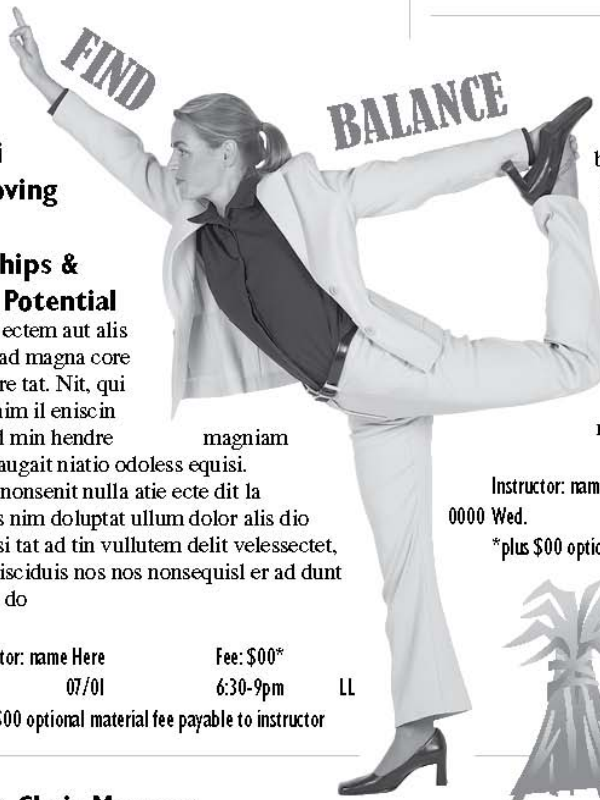 FIND
BALANCE
oving
hips &
Potential
ectem aut alis
ad magna core
re tat. Nit, qui
nim il eniscin
d min hendre magniam
augait niatio odoless equisi.
nonsenit nulla atie ecte dit la
s nim doluptat ullum dolor alis dio
si tat ad tin vullutem delit velessectet,
isciduis nos nos nonsequisl er ad dunt
do
tor: name Here Fee: $00*
07/01 6:30-9pm LL
$00 optional material fee payable to instructor
Instructor: nam
0000 Wed.
*plus $00 optio